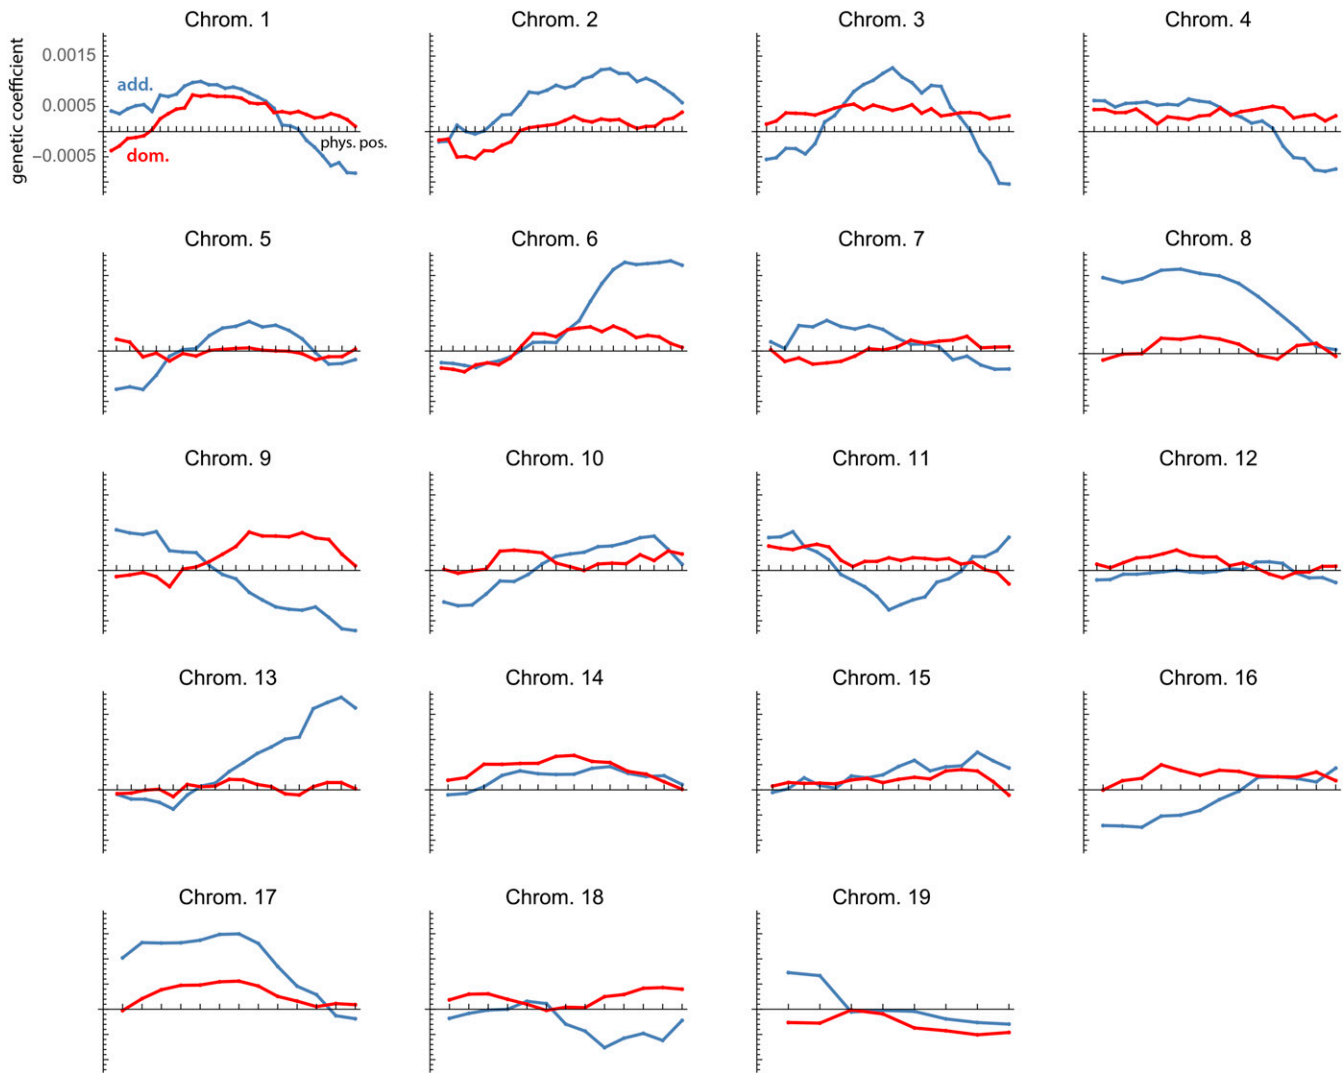 Chrom. 1
Chrom. 2
Chrom. 3
Chrom. 4
genetic coefficient
0.0015
0.0005
−0.0005
add.
dom.
phys. pos.
Chrom. 5
Chrom. 6
Chrom. 7
Chrom. 8
Chrom. 9
Chrom. 10
Chrom. 11
Chrom. 12
Chrom. 13
Chrom. 14
Chrom. 15
Chrom. 16
Chrom. 17
Chrom. 18
Chrom. 19